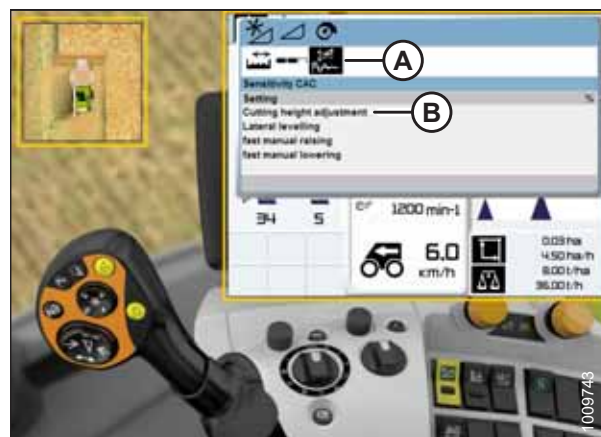 A
Sensitivity CAC
Setting %
Cutting height adjustment
B
Lateral levelling
fast manual raising
fast manual lowering
34 5
1200 min-1
6.0
km/h
0.03 ha
4.50 ha/h
8.00 t/ha
36.00 t/h
1009743